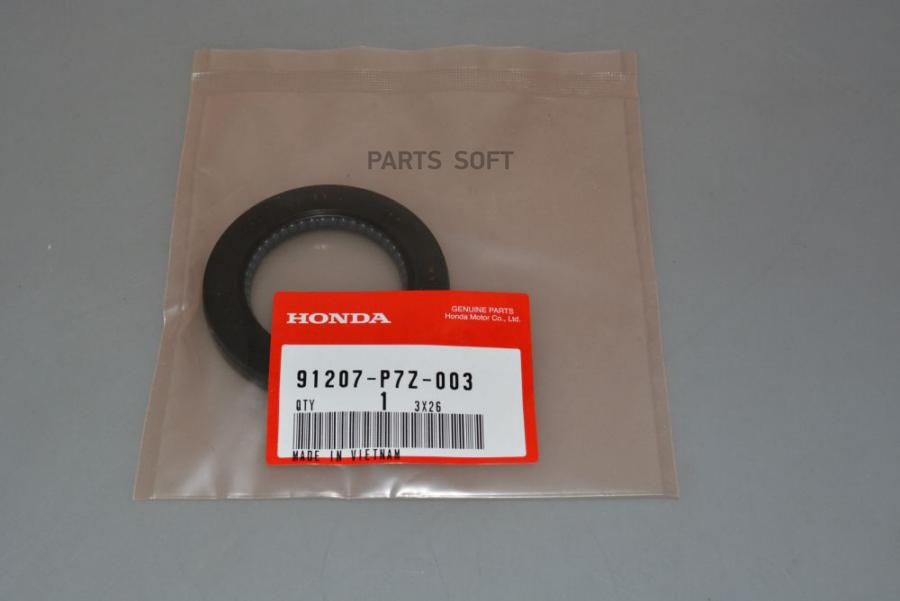 PARTS SOFT
HONDA
GENUINE PARTS
Honda Motor Co., Ltd.
91207-P7Z-003
QTY 1 3X26
MADE IN VIETNAM